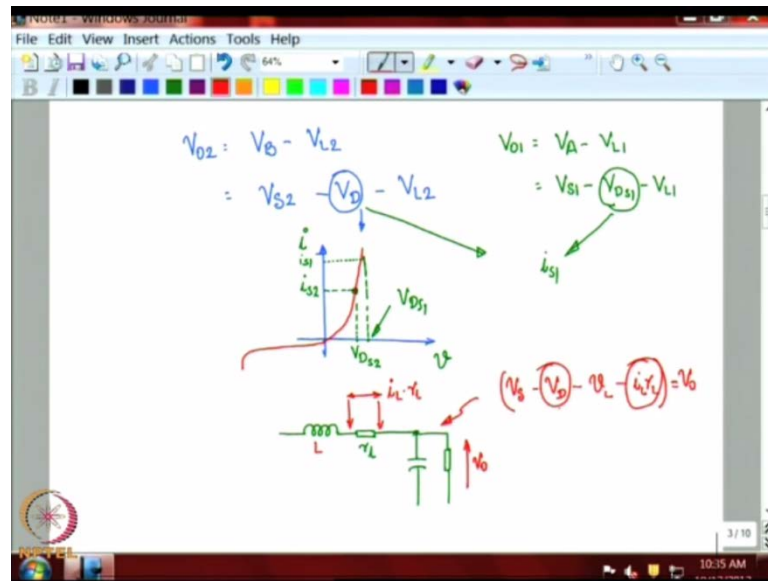 Note1 - Windows Journal
File Edit View Insert Actions Tools Help
64%
B I
V02 = VB - VL2
= VS2 - VD - VL2
V01 = VA - VL1
= VS1 - VDS1 - VL1
i
iS1
iS2
VDS1
iS1
VDS2
v
iL·rL
(VS - VD - vL - iLrL) = V0
L
rL
V0
3 / 10
NPTEL
10:35 AM